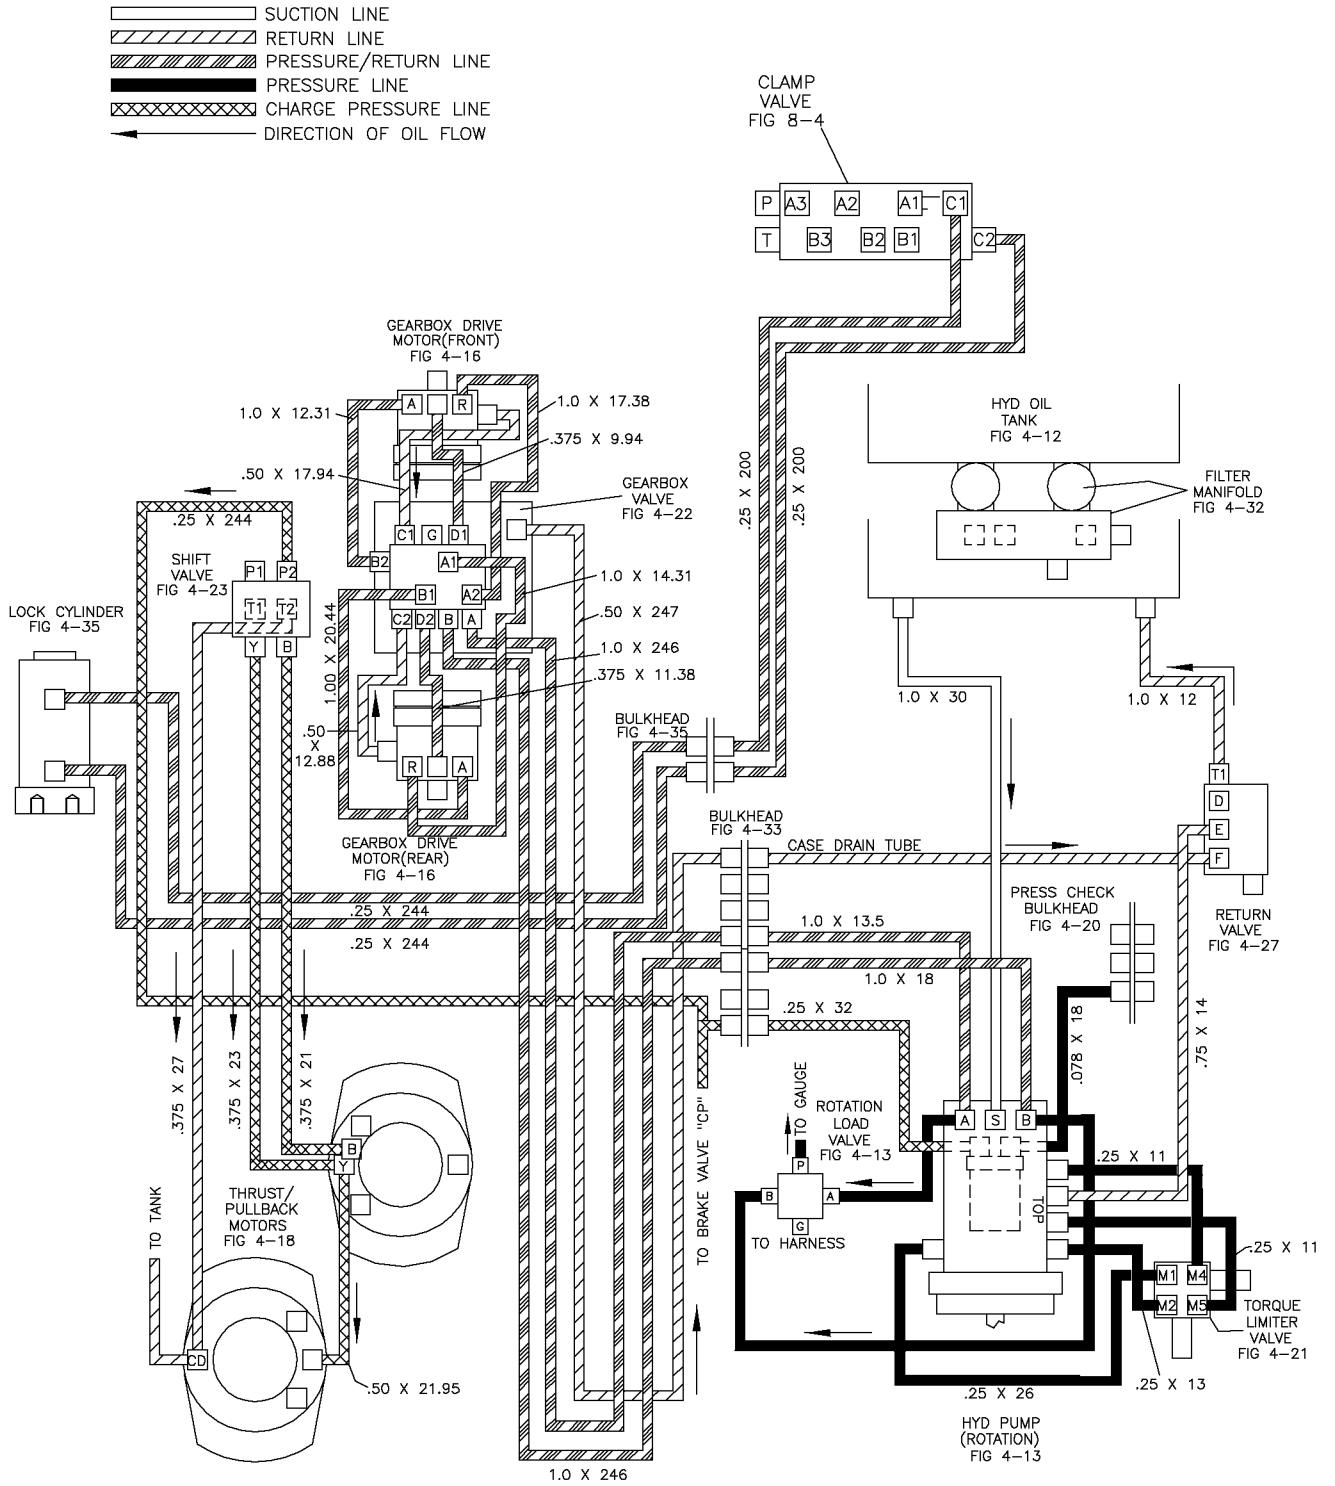 SUCTION LINE
RETURN LINE
PRESSURE/RETURN LINE
PRESSURE LINE
CHARGE PRESSURE LINE
DIRECTION OF OIL FLOW
CLAMP
VALVE
FIG 8-4
P A3 A2 A1 C1
T B3 B2 B1 C2
GEARBOX DRIVE
MOTOR(FRONT)
FIG 4-16
A R
1.0 X 12.31
1.0 X 17.38
.375 X 9.94
.50 X 17.94
HYD OIL
TANK
FIG 4-12
FILTER
MANIFOLD
FIG 4-32
GEARBOX
VALVE
FIG 4-22
.25 X 200
.25 X 200
.25 X 244
SHIFT
VALVE
FIG 4-23
P1 P2
T1 T2
Y B
C1 G D1
B2 A1
B1 A2
C2 D2 B A
1.0 X 14.31
.50 X 247
1.0 X 246
.375 X 11.38
1.00 X 20.44
LOCK CYLINDER
FIG 4-35
.50
X
12.88
R A
GEARBOX DRIVE
MOTOR(REAR)
FIG 4-16
BULKHEAD
FIG 4-35
1.0 X 30
1.0 X 12
T1
D
E
F
BULKHEAD
FIG 4-33
CASE DRAIN TUBE
RETURN
VALVE
FIG 4-27
PRESS CHECK
BULKHEAD
FIG 4-20
.25 X 244
.25 X 244
1.0 X 13.5
1.0 X 18
.25 X 32
.078 X 18
.75 X 14
.375 X 27
.375 X 23
.375 X 21
TO BRAKE VALVE "CP"
TO GAUGE
ROTATION
LOAD
VALVE
FIG 4-13
A S B
P
B A
G
TO HARNESS
TOP
.25 X 11
.25 X 11
M1 M4
M2 M5
TORQUE
LIMITER
VALVE
FIG 4-21
.25 X 13
.25 X 26
HYD PUMP
(ROTATION)
FIG 4-13
B
Y
THRUST/
PULLBACK
MOTORS
FIG 4-18
TO TANK
CD
.50 X 21.95
1.0 X 246